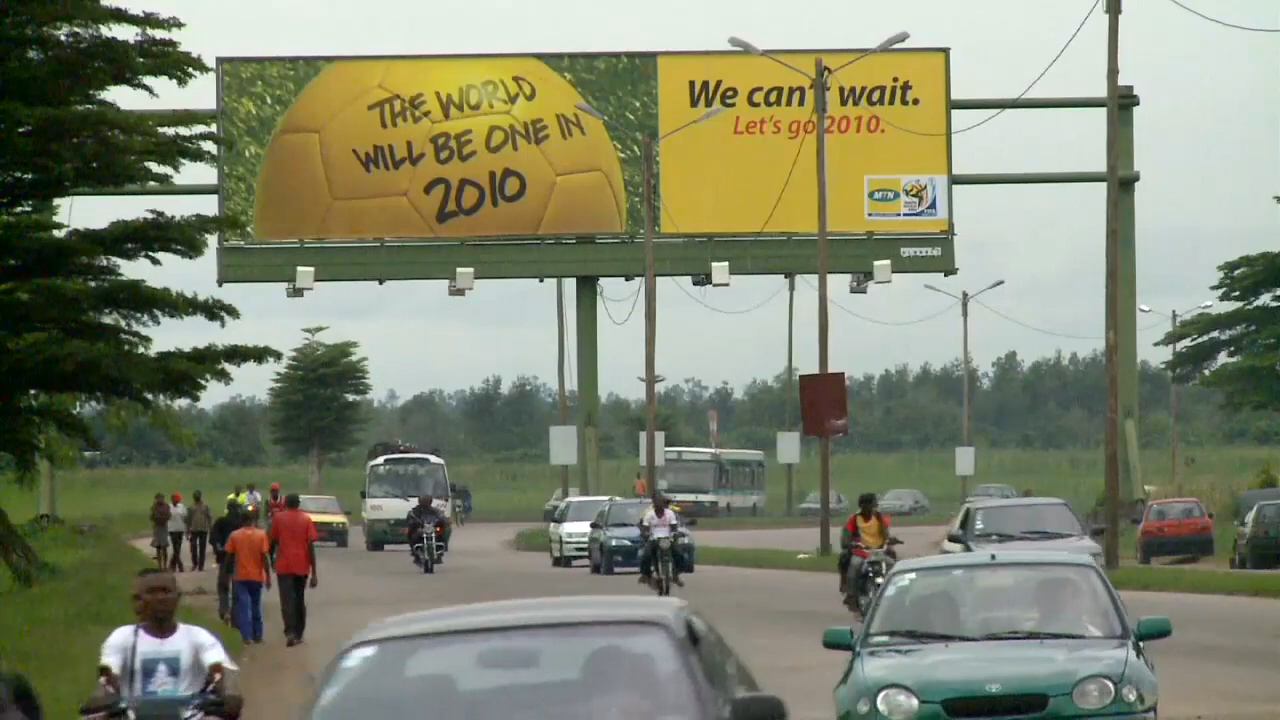 THE WORLD
WILL BE ONE IN
2010
We can't wait.
Let's go 2010.
MTN